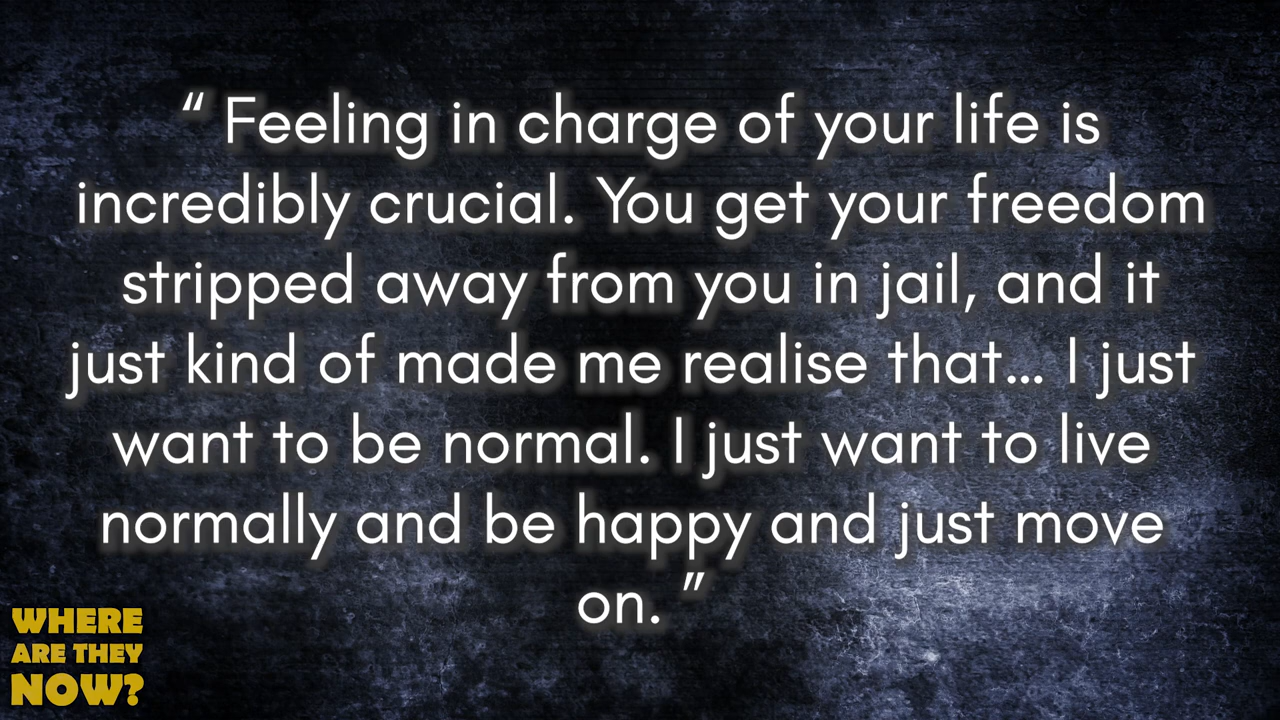 “ Feeling in charge of your life is
incredibly crucial. You get your freedom
stripped away from you in jail, and it
just kind of made me realise that... I just
want to be normal. I just want to live
normally and be happy and just move
on. ”
WHERE
ARE THEY
NOW?